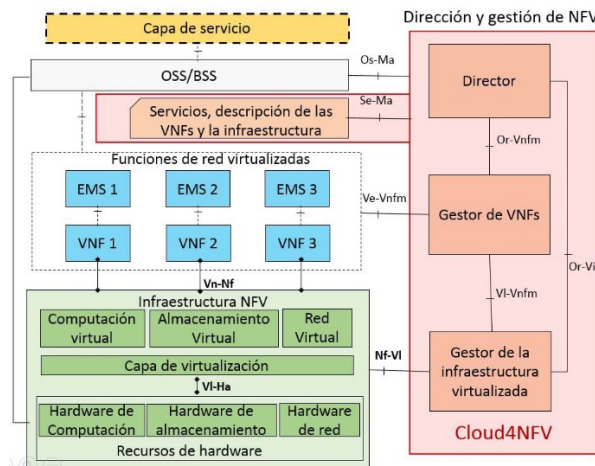 Dirección y gestión de NFV
Capa de servicio
OSS/BSS
Os-Ma
Director
Se-Ma
Servicios, descripción de las
VNFs y la infraestructura
Or-Vnfm
Funciones de red virtualizadas
EMS 1
EMS 2
EMS 3
Ve-Vnfm
Gestor de VNFs
VNF 1
VNF 2
VNF 3
Or-Vi
Vn-Nf
Vl-Vnfm
Infraestructura NFV
Computación
virtual
Almacenamiento
Virtual
Red
Virtual
Nf-Vl
Gestor de la
infraestructura
virtualizada
Capa de virtualización
Vl-Ha
Hardware de
Computación
Hardware de
almacenamiento
Hardware
de red
Recursos de hardware
Cloud4NFV